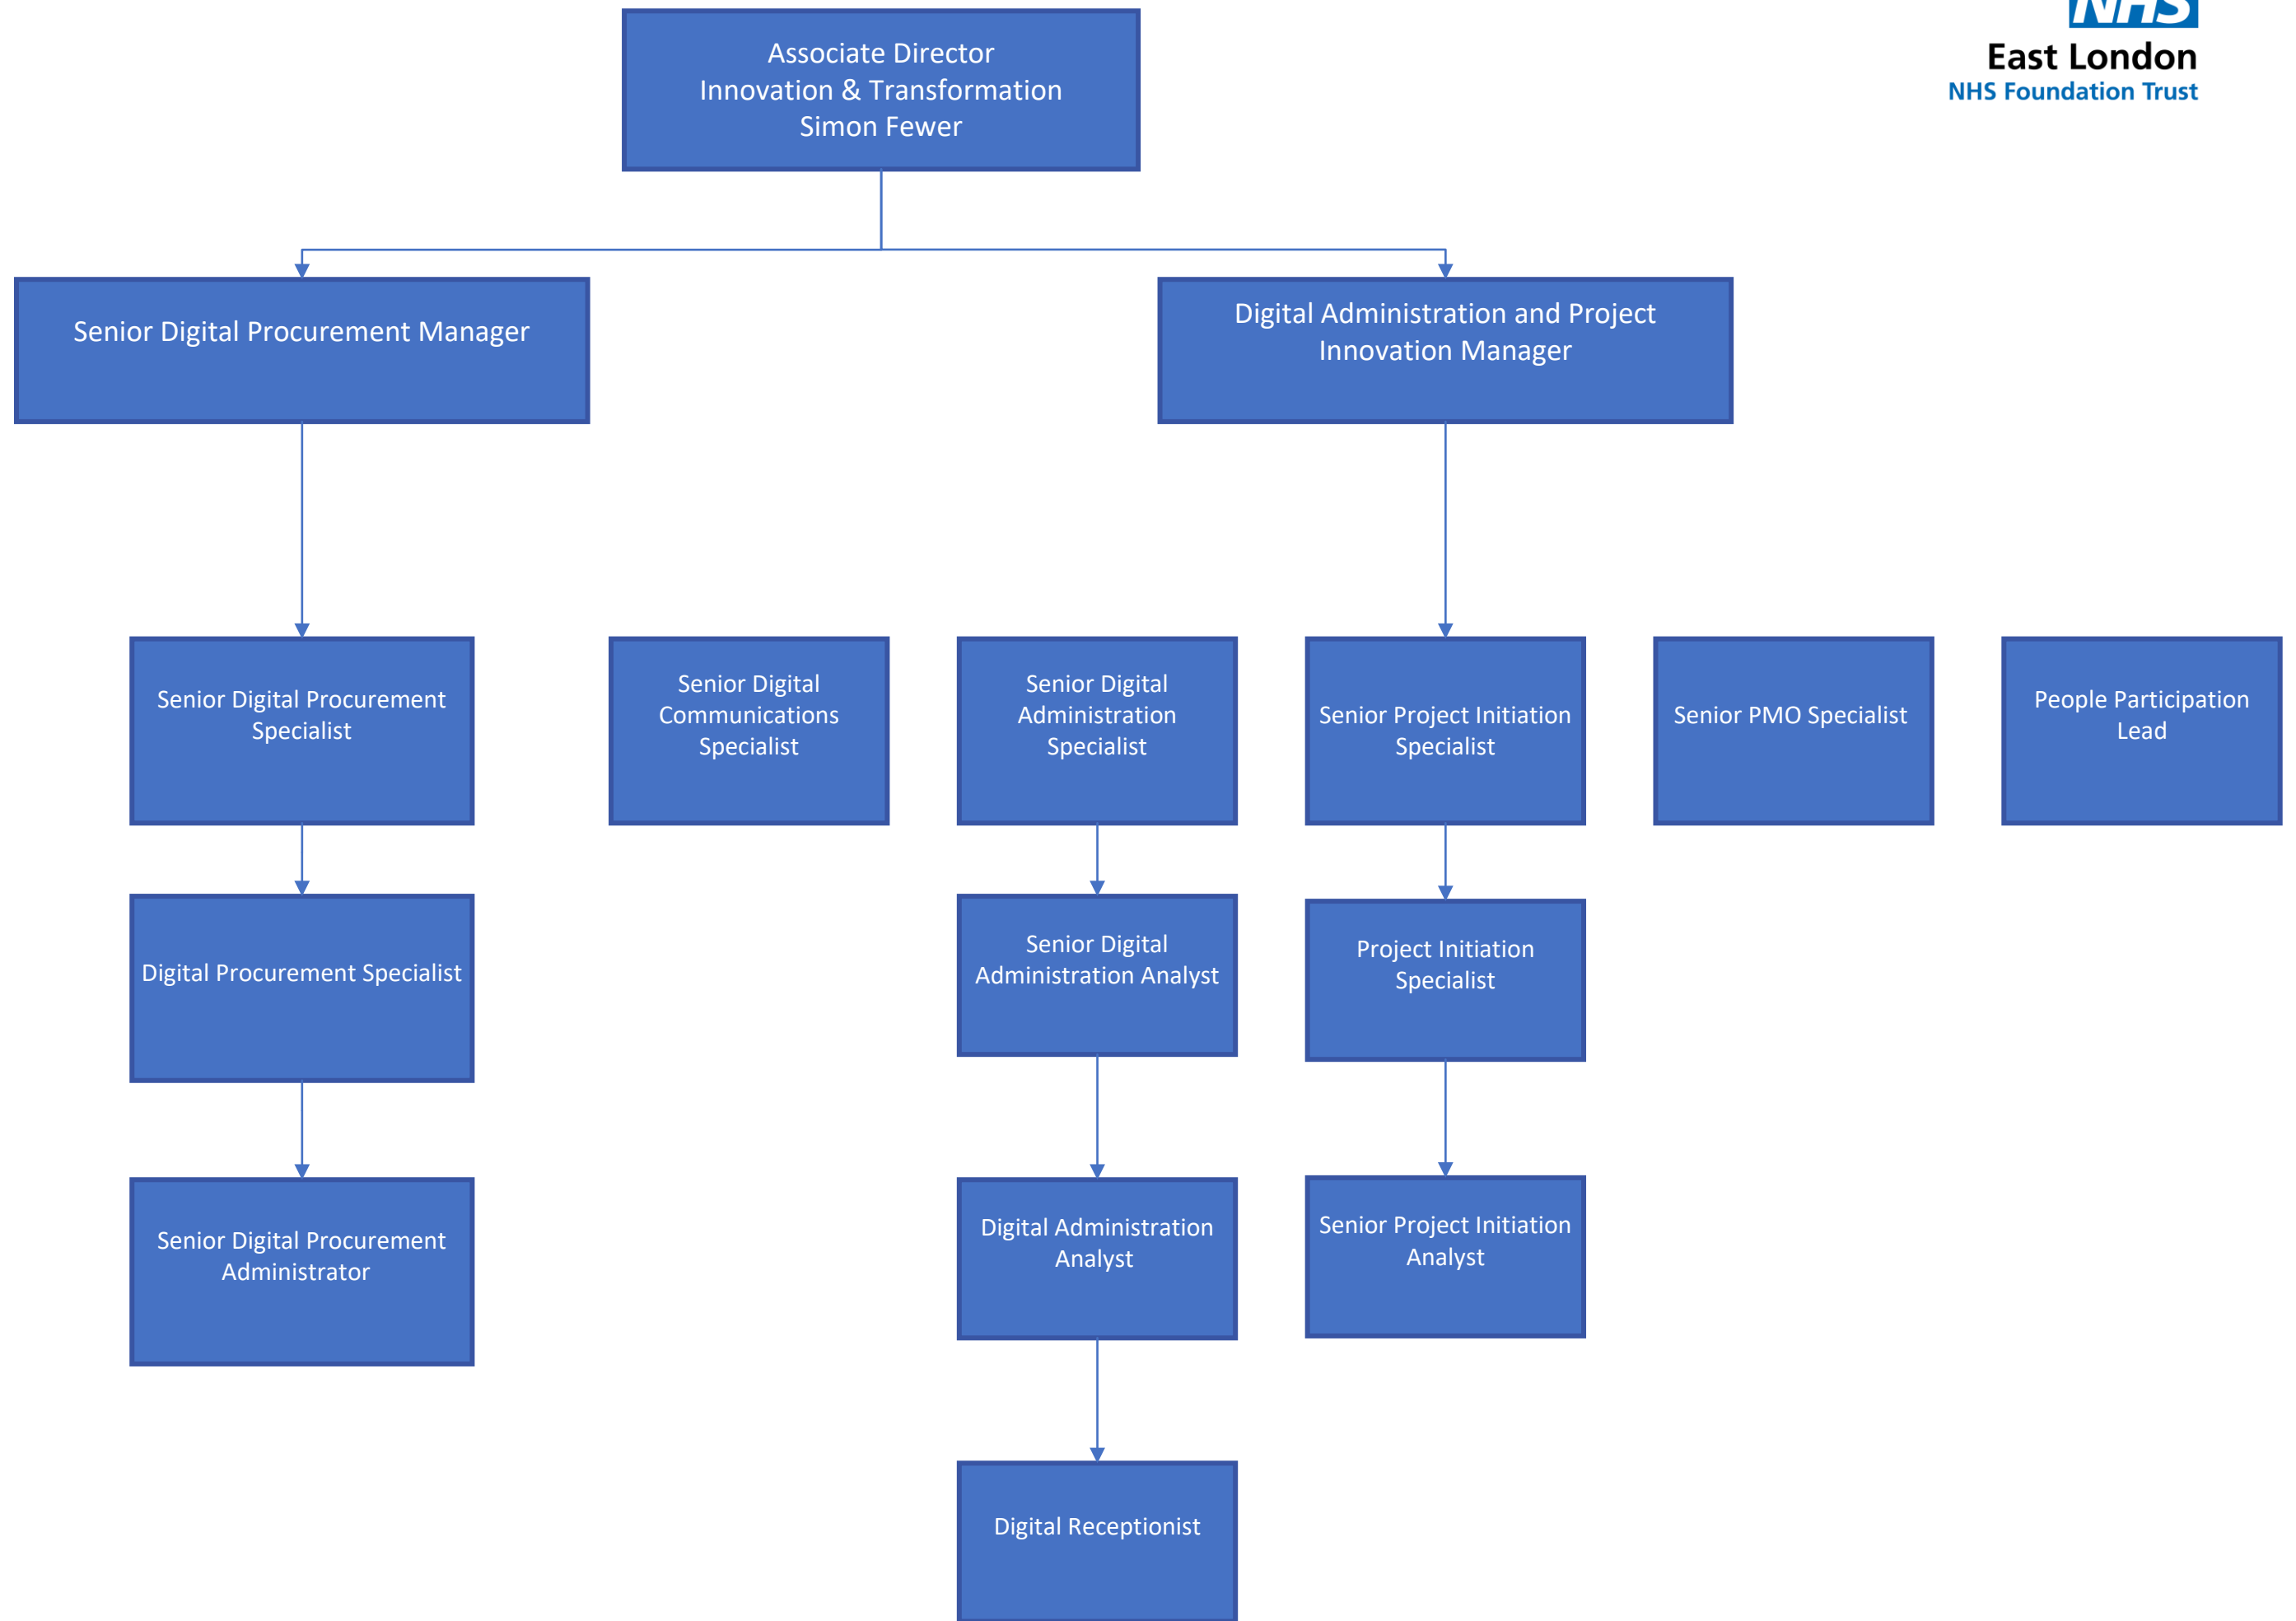 NHS
East London
NHS Foundation Trust
Associate Director
Innovation & Transformation
Simon Fewer
Senior Digital Procurement Manager
Digital Administration and Project
Innovation Manager
Senior Digital Procurement
Specialist
Senior Digital
Communications
Specialist
Senior Digital
Administration
Specialist
Senior Project Initiation
Specialist
Senior PMO Specialist
People Participation
Lead
Digital Procurement Specialist
Senior Digital
Administration Analyst
Project Initiation
Specialist
Senior Digital Procurement
Administrator
Digital Administration
Analyst
Senior Project Initiation
Analyst
Digital Receptionist